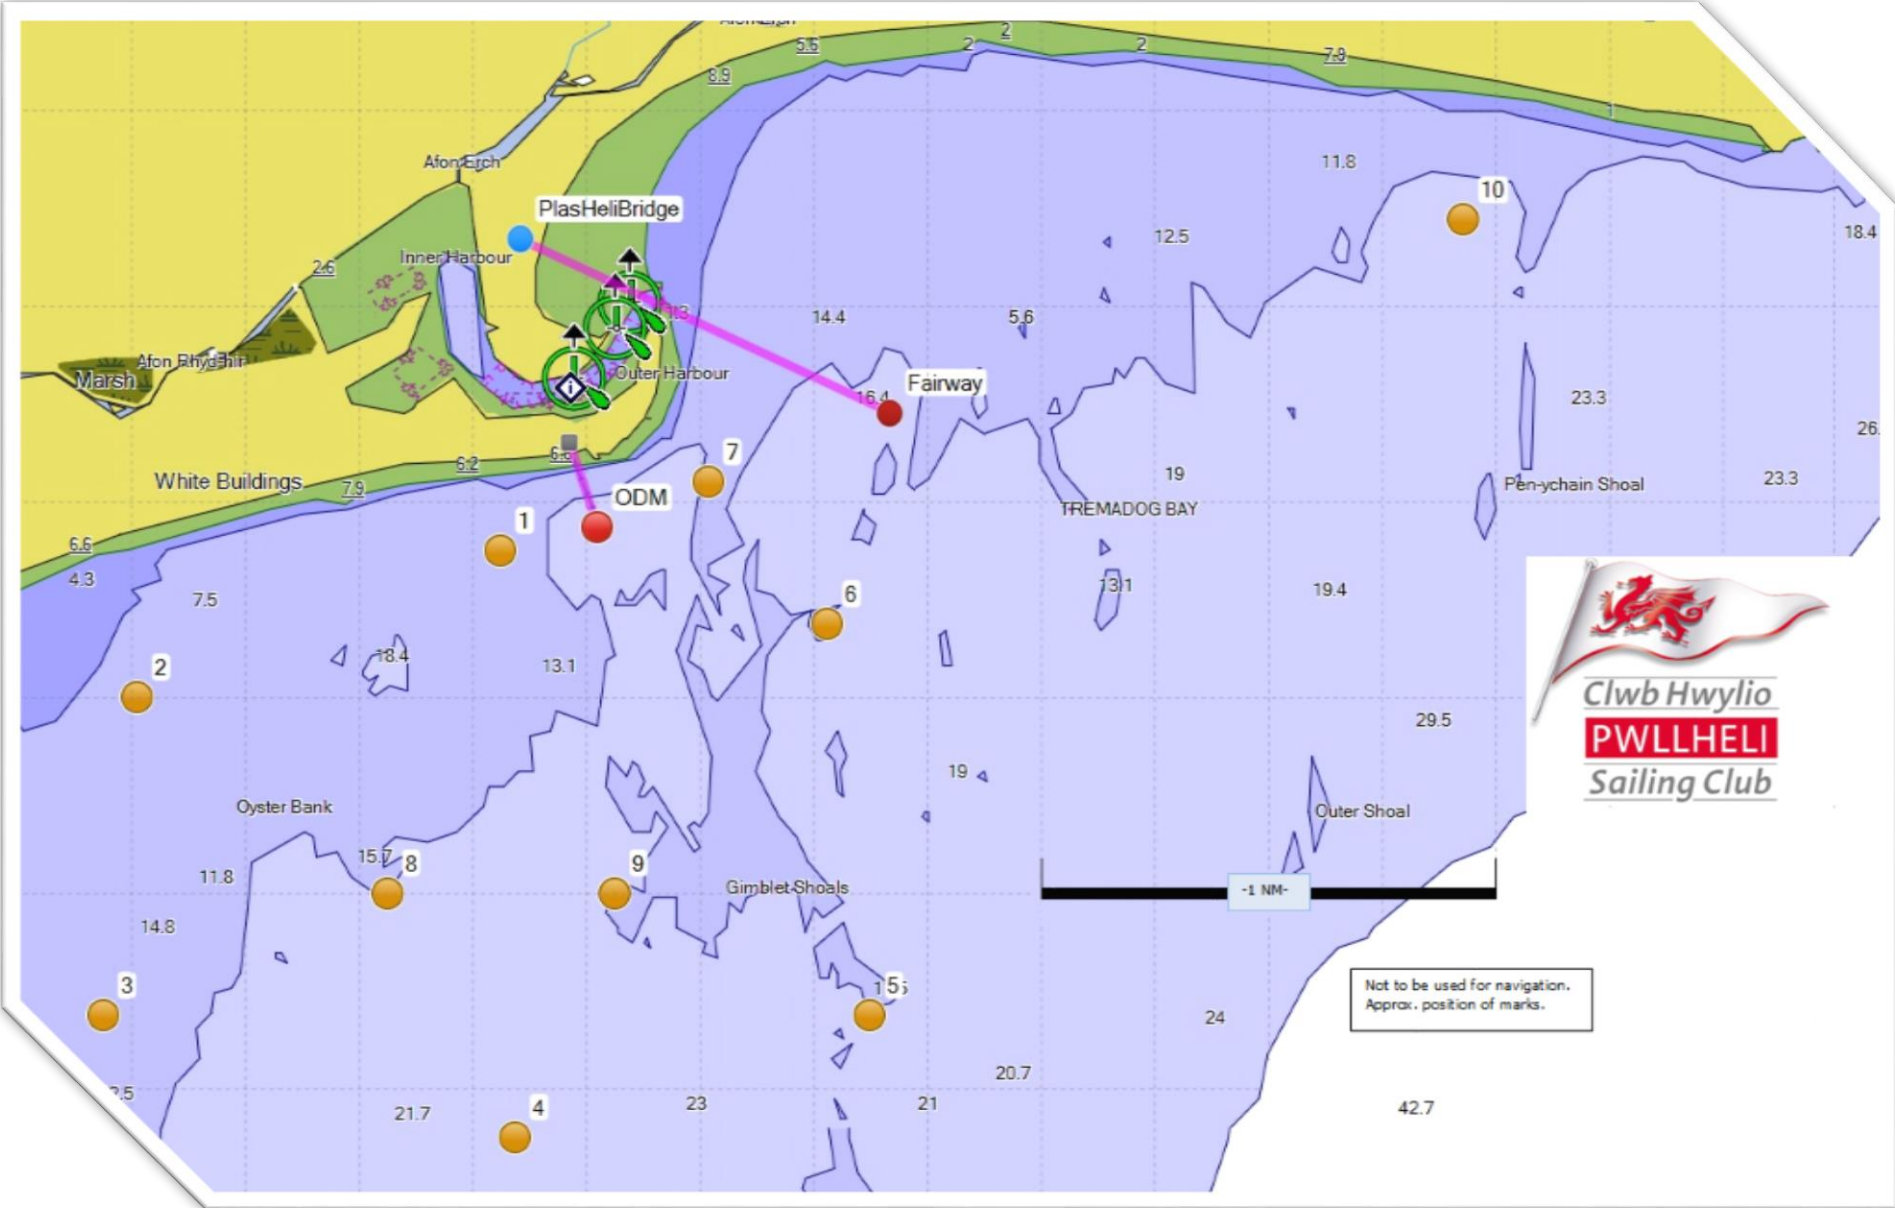 5.6
2
2
2
7.9
8.9
1
Afon Erch
11.8
10
PlasHeliBridge
18.4
12.5
Inner Harbour
2.6
14.4
5.6
Afon Rhyd-hir
Marsh
Outer Harbour
Fairway
16.4
23.3
26.
7
6.2
White Buildings
7.9
19
Pen-ychain Shoal
23.3
ODM
TREMADOG BAY
1
6.6
4.3
7.5
13.1
19.4
6
18.4
13.1
2
Clwb Hwylio
PWLLHELI
Sailing Club
29.5
19
Oyster Bank
Outer Shoal
15.7
8
9
11.8
Gimblet Shoals
-1 NM-
14.8
3
5
Not to be used for navigation.
Approx. position of marks.
24
20.7
4
21.7
23
21
42.7